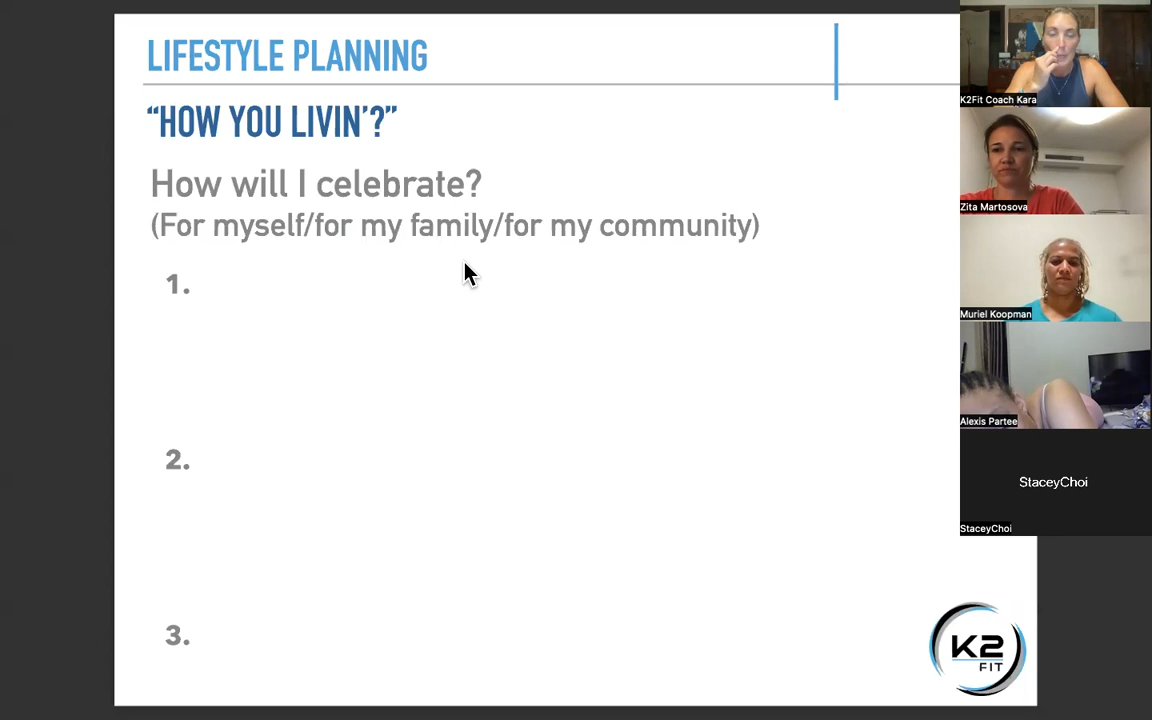 LIFESTYLE PLANNING
“HOW YOU LIVIN’?”
How will I celebrate?
(For myself/for my family/for my community)
1.
2.
3.
K2
FIT
K2Fit Coach Kara
Zita Martosova
Muriel Koopman
Alexis Partee
StaceyChoi
StaceyChoi